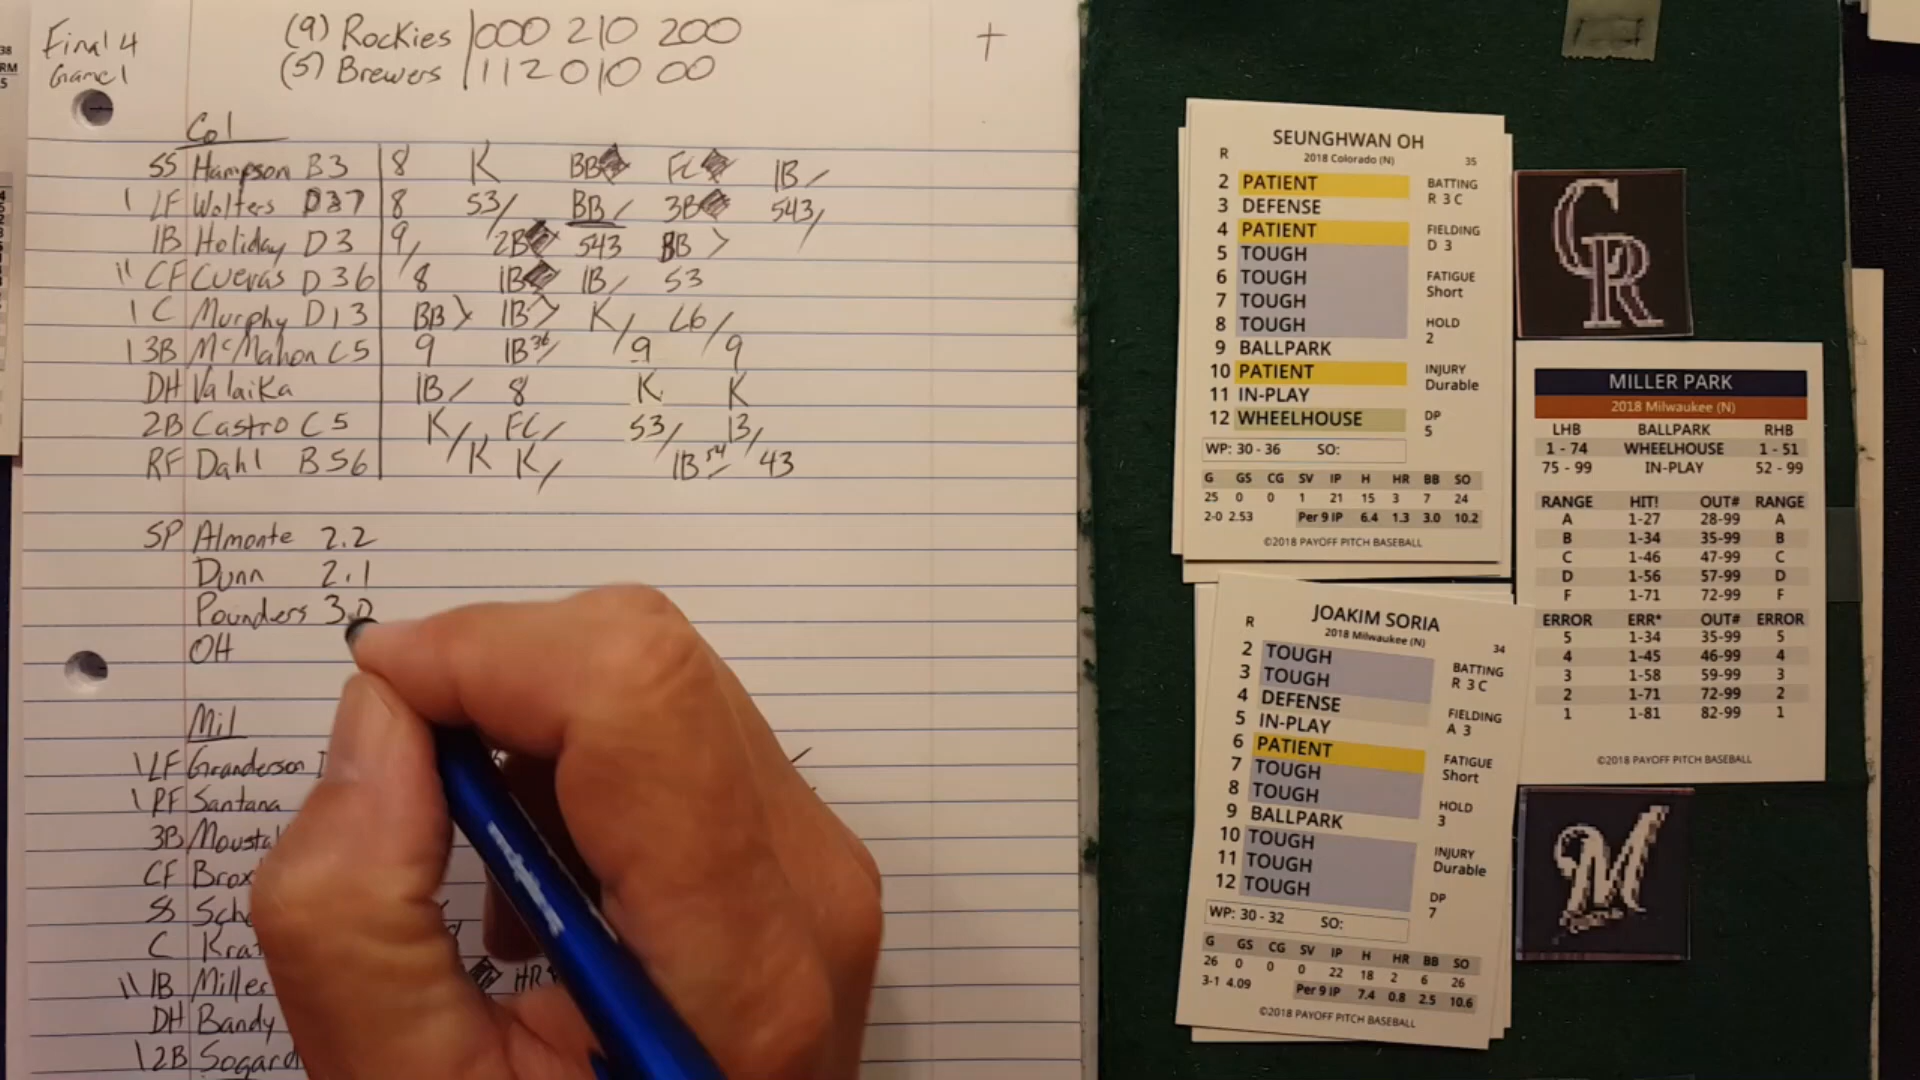 Final 4
Game 1
(9) Rockies 000 210 200
(5) Brewers 112 010 00
38
RM
5
Col
SS Hampson B3 8 K BB FC 1B
LF Wolters D37 8 53 BB 3B 543
1B Holiday D3 9 2B 543 BB
CF Cuevas D36 8 1B 1B 53
C Murphy D13 BB 1B K L6
3B McMahon C5 9 1B36 9 9
DH Valaika 1B 8 K K
2B Castro C5 K FC 53 13
RF Dahl B56 K K 1B54 43
SP Almonte 2.2
Dunn 2.1
Pounders 3.0
OH
Mil
LF Granderson
RF Santana
3B Moust
CF Brox
SS Scho
C Krat
1B Miller HR
DH Bandy
2B Sogard
SEUNGHWAN OH
R 2018 Colorado (N) 35
2 PATIENT
3 DEFENSE
4 PATIENT
5 TOUGH
6 TOUGH
7 TOUGH
8 TOUGH
9 BALLPARK
10 PATIENT
11 IN-PLAY
12 WHEELHOUSE
BATTING
R 3 C
FIELDING
D 3
FATIGUE
Short
HOLD
2
INJURY
Durable
DP
5
WP: 30 - 36 SO:
G GS CG SV IP H HR BB SO
25 0 0 1 21 15 3 7 24
2-0 2.53 Per 9 IP 6.4 1.3 3.0 10.2
©2018 PAYOFF PITCH BASEBALL
CR
MILLER PARK
2018 Milwaukee (N)
LHB BALLPARK RHB
1 - 74 WHEELHOUSE 1 - 51
75 - 99 IN-PLAY 52 - 99
RANGE HIT! OUT# RANGE
A 1-27 28-99 A
B 1-34 35-99 B
C 1-46 47-99 C
D 1-56 57-99 D
F 1-71 72-99 F
ERROR ERR* OUT# ERROR
5 1-34 35-99 5
4 1-45 46-99 4
3 1-58 59-99 3
2 1-71 72-99 2
1 1-81 82-99 1
©2018 PAYOFF PITCH BASEBALL
JOAKIM SORIA
R 2018 Milwaukee (N) 34
2 TOUGH
3 TOUGH
4 DEFENSE
5 IN-PLAY
6 PATIENT
7 TOUGH
8 TOUGH
9 BALLPARK
10 TOUGH
11 TOUGH
12 TOUGH
BATTING
R 3 C
FIELDING
A 3
FATIGUE
Short
HOLD
3
INJURY
Durable
DP
7
WP: 30 - 32 SO:
G GS CG SV IP H HR BB SO
26 0 0 0 22 18 2 6 26
3-1 4.09 Per 9 IP 7.4 0.8 2.5 10.6
©2018 PAYOFF PITCH BASEBALL
M